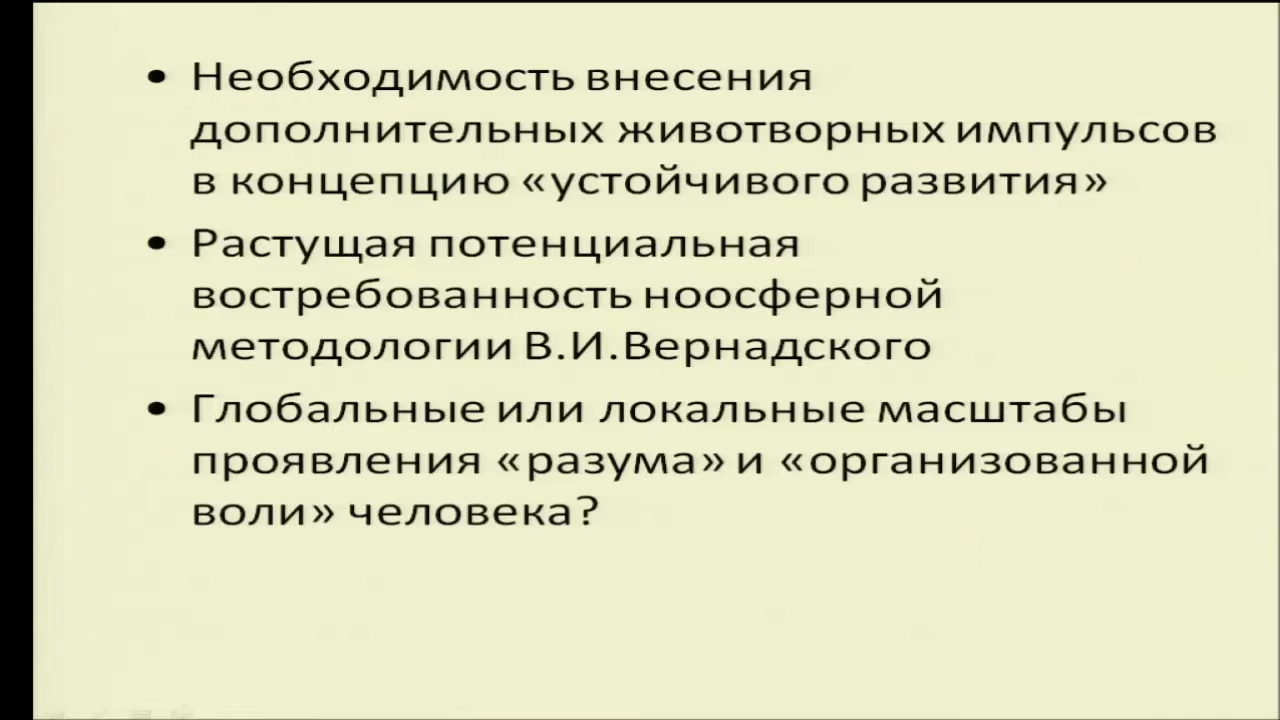 • Необходимость внесения
дополнительных животворных импульсов
в концепцию «устойчивого развития»
• Растущая потенциальная
востребованность ноосферной
методологии В.И.Вернадского
• Глобальные или локальные масштабы
проявления «разума» и «организованной
воли» человека?